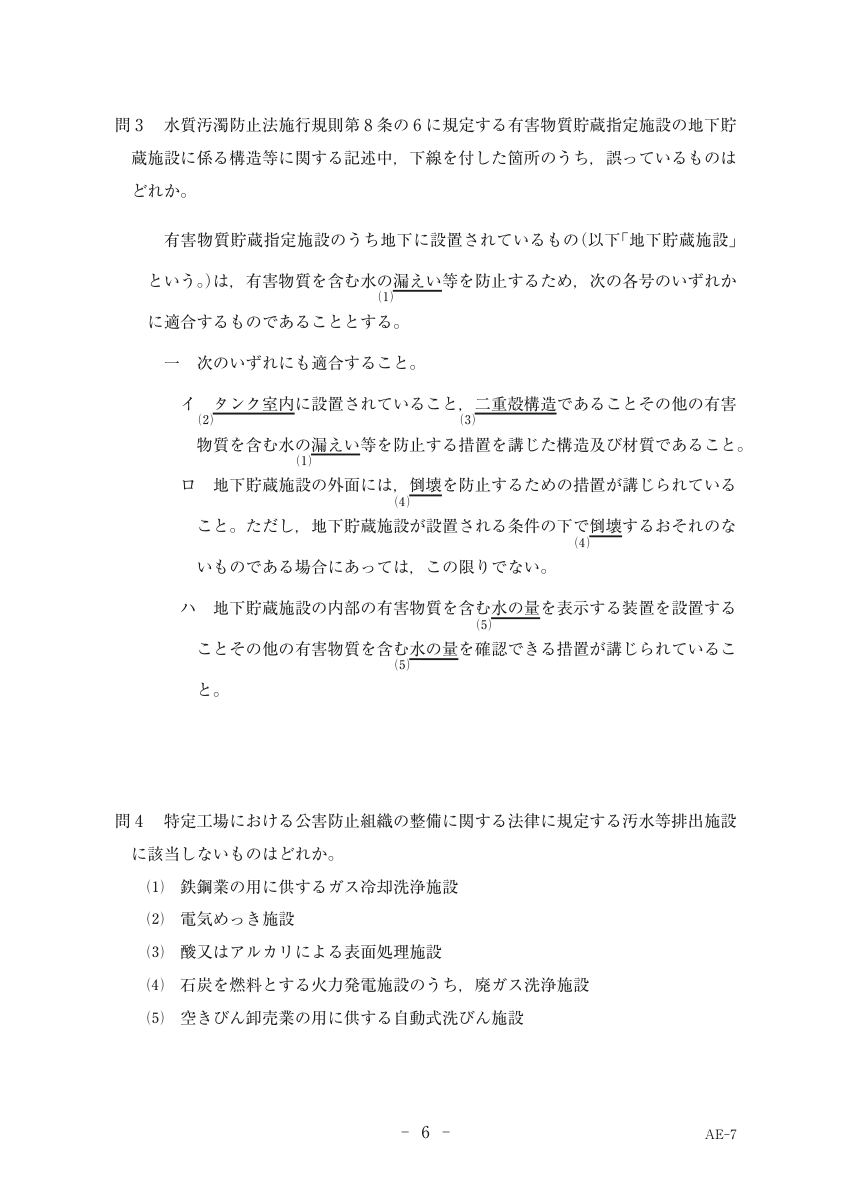 問3　水質汚濁防止法施行規則第8条の6に規定する有害物質貯蔵指定施設の地下貯
蔵施設に係る構造等に関する記述中，下線を付した箇所のうち，誤っているものは
どれか。
有害物質貯蔵指定施設のうち地下に設置されているもの(以下「地下貯蔵施設」
という。)は，有害物質を含む水の漏えい等を防止するため，次の各号のいずれか
(1)
に適合するものであることとする。
一　次のいずれにも適合すること。
イ　タンク室内に設置されていること，二重殻構造であることその他の有害
(2) (3)
物質を含む水の漏えい等を防止する措置を講じた構造及び材質であること。
(1)
ロ　地下貯蔵施設の外面には，倒壊を防止するための措置が講じられている
(4)
こと。ただし，地下貯蔵施設が設置される条件の下で倒壊するおそれのな
(4)
いものである場合にあっては，この限りでない。
ハ　地下貯蔵施設の内部の有害物質を含む水の量を表示する装置を設置する
(5)
ことその他の有害物質を含む水の量を確認できる措置が講じられているこ
(5)
と。
問4　特定工場における公害防止組織の整備に関する法律に規定する汚水等排出施設
に該当しないものはどれか。
(1)　鉄鋼業の用に供するガス冷却洗浄施設
(2)　電気めっき施設
(3)　酸又はアルカリによる表面処理施設
(4)　石炭を燃料とする火力発電施設のうち，廃ガス洗浄施設
(5)　空きびん卸売業の用に供する自動式洗びん施設
- 6 -
AE-7